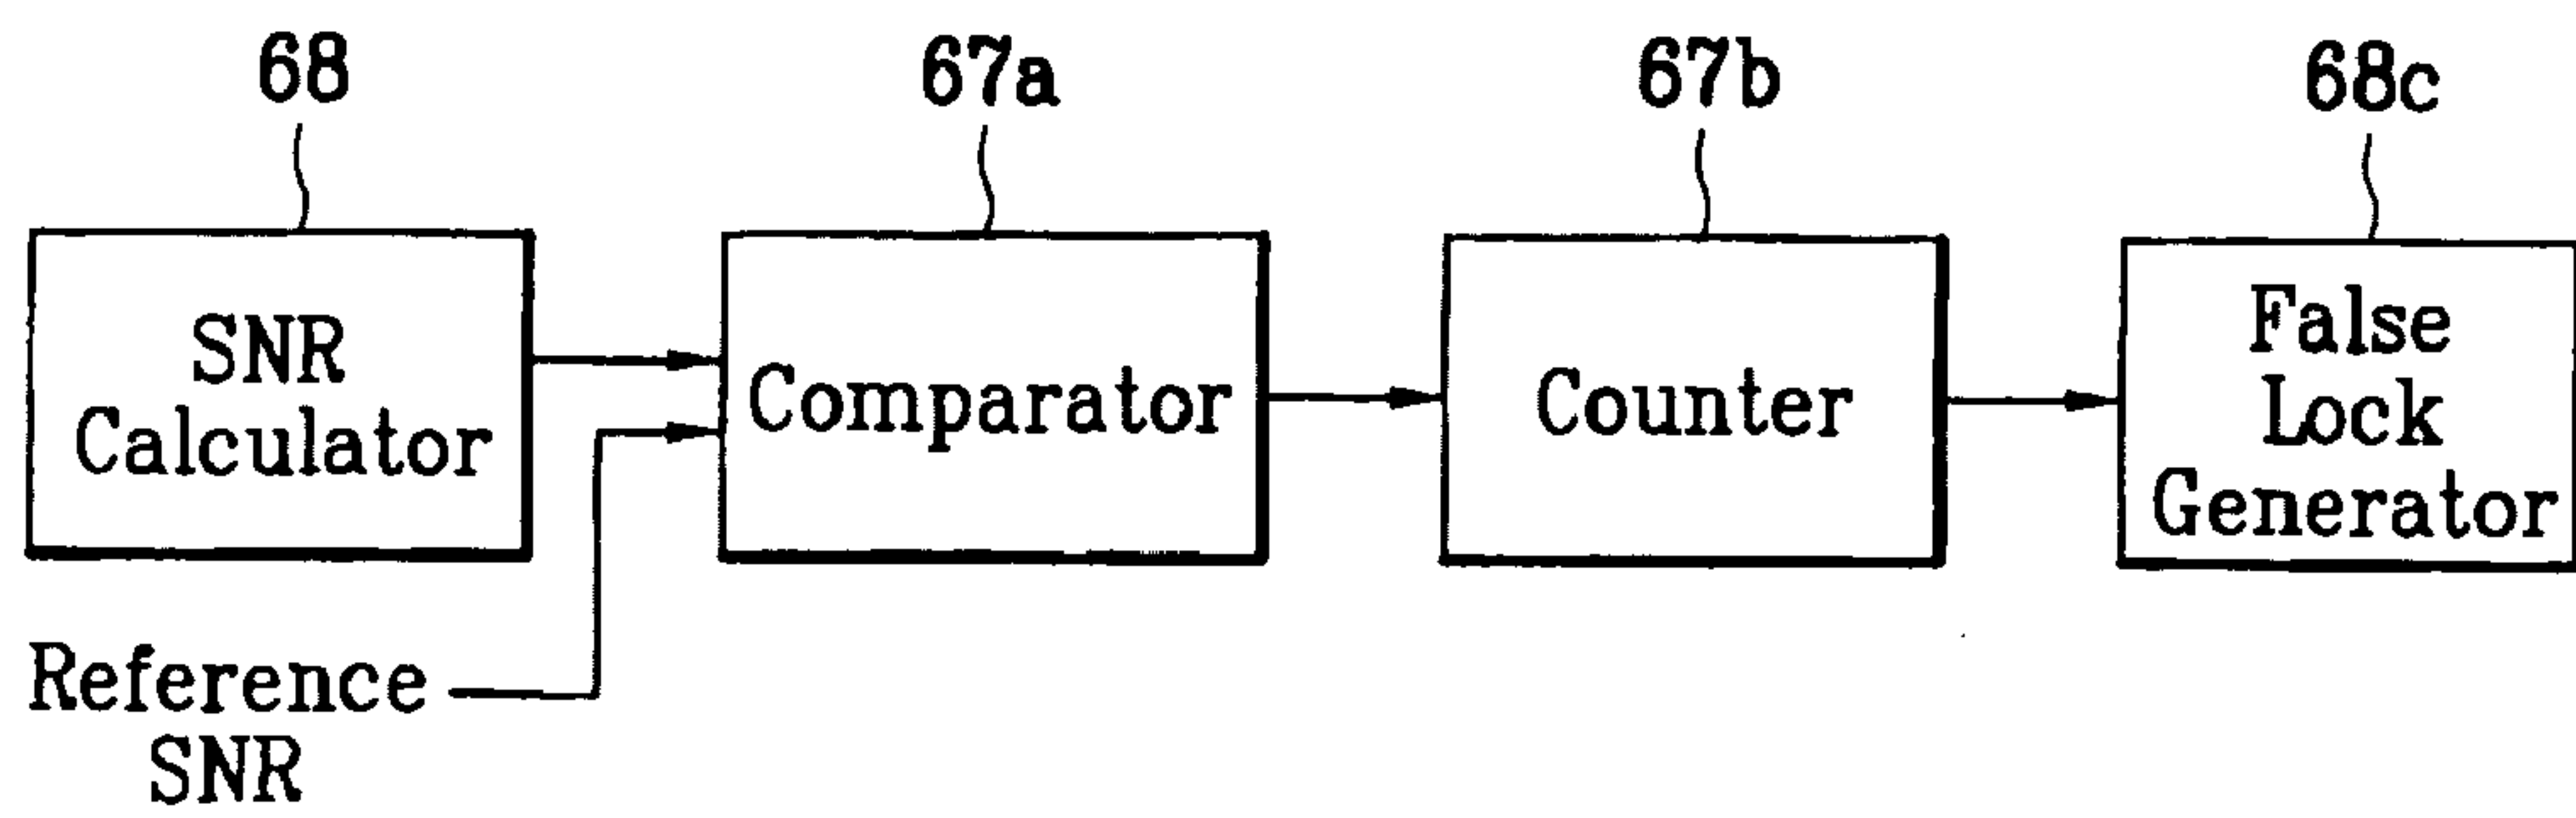 68
67a
67b
68c
SNR
Calculator
Comparator
Counter
False
Lock
Generator
Reference
SNR